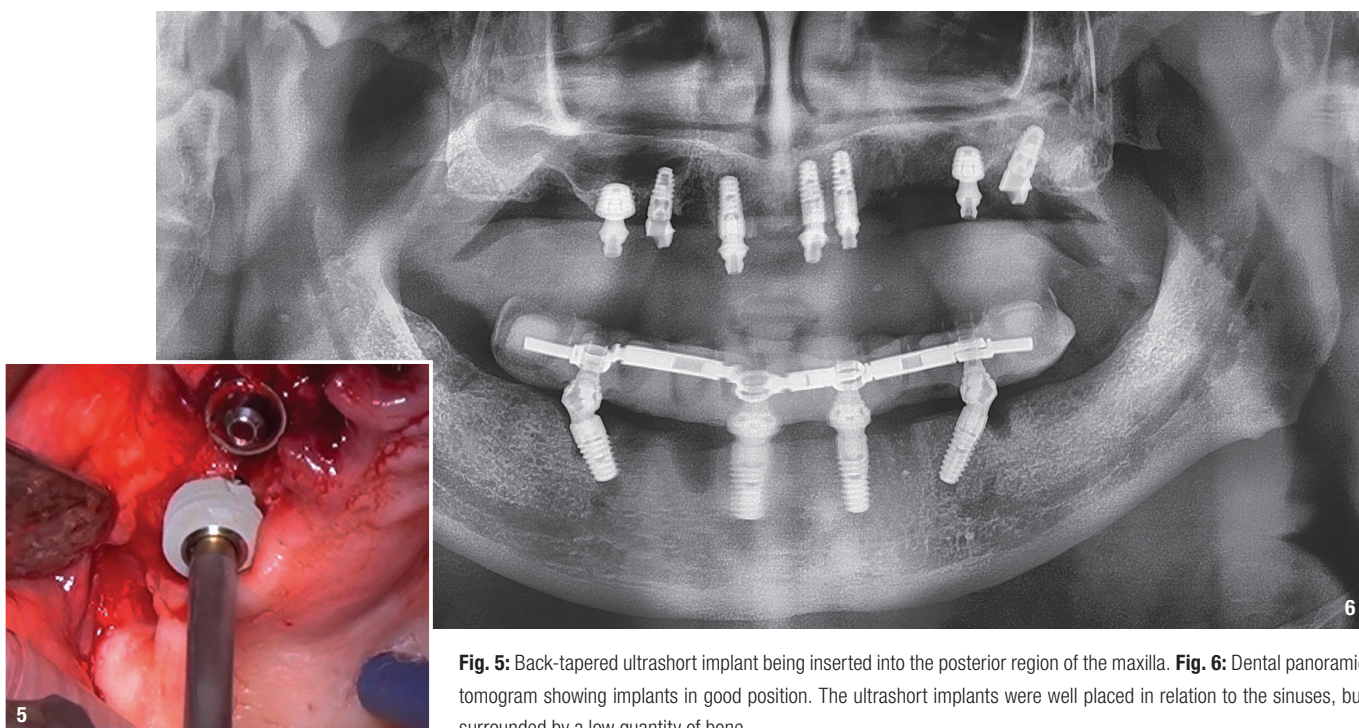 6
5
Fig. 5: Back-tapered ultrashort implant being inserted into the posterior region of the maxilla. Fig. 6: Dental panoramic
tomogram showing implants in good position. The ultrashort implants were well placed in relation to the sinuses, but
surrounded by a low quantity of bone.